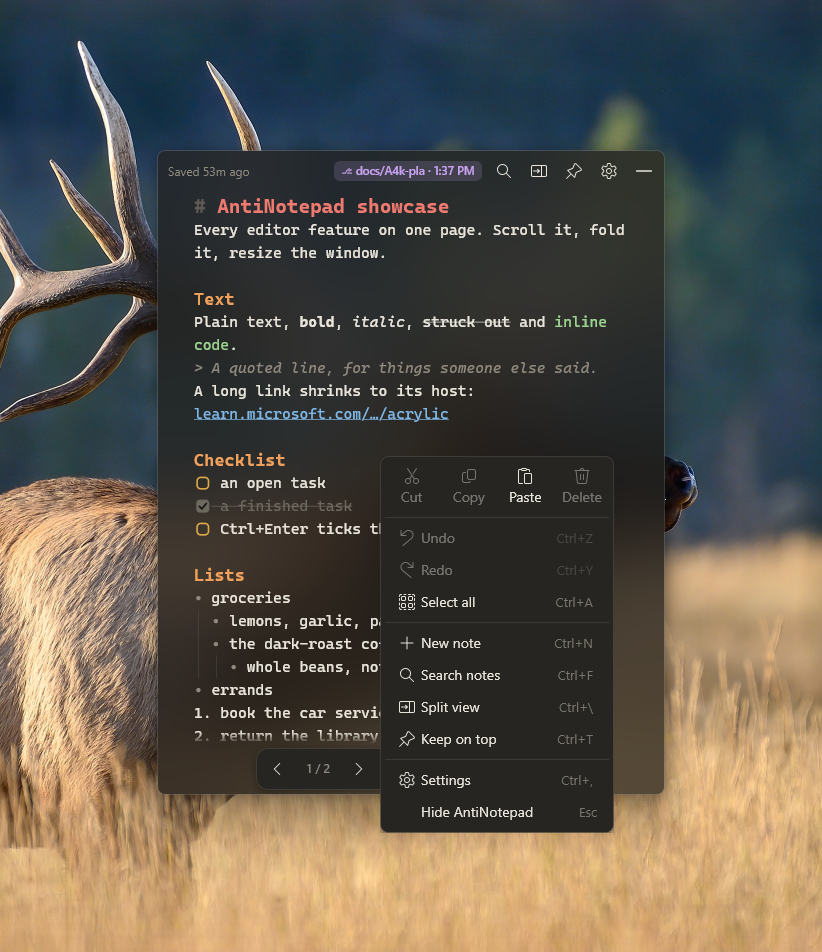 Saved 53m ago
docs/A4k-pla · 1:37 PM
# AntiNotepad showcase
Every editor feature on one page. Scroll it, fold
it, resize the window.
Text
Plain text, bold, italic, struck out and inline
code.
> A quoted line, for things someone else said.
A long link shrinks to its host:
learn.microsoft.com/…/acrylic
Checklist
an open task
a finished task
Ctrl+Enter ticks
Lists
• groceries
• lemons, garlic,
• the dark-roast
• whole beans,
• errands
1. book the car
2. return the library
1 / 2
Cut Copy Paste Delete
Undo Ctrl+Z
Redo Ctrl+Y
Select all Ctrl+A
New note Ctrl+N
Search notes Ctrl+F
Split view Ctrl+\
Keep on top Ctrl+T
Settings Ctrl+,
Hide AntiNotepad Esc